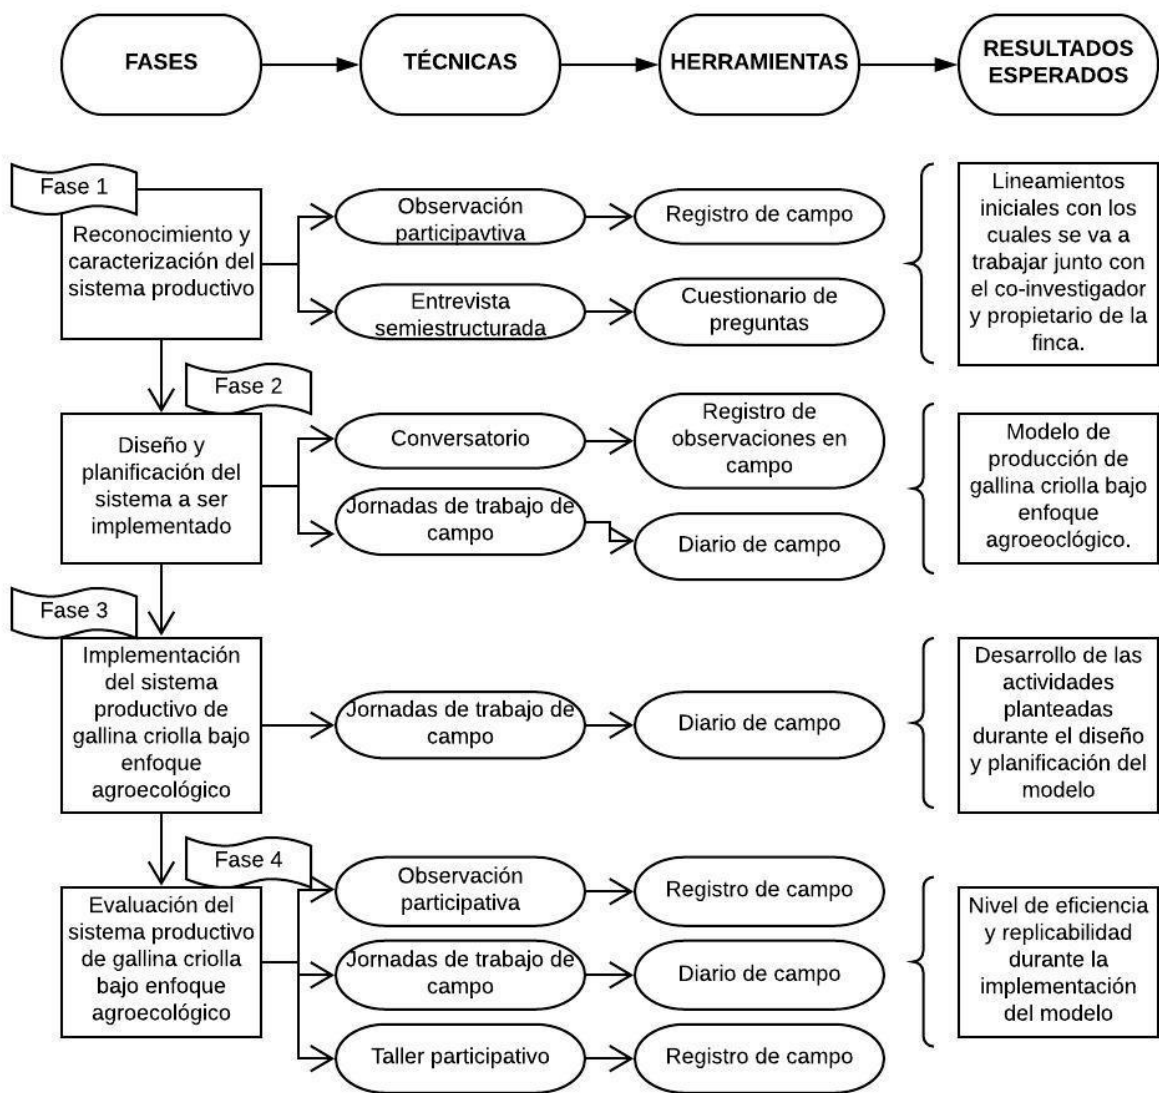 FASES
TÉCNICAS
HERRAMIENTAS
RESULTADOS
ESPERADOS
Fase 1
Reconocimiento y
caracterización del
sistema productivo
Observación
participavtiva
Registro de campo
Entrevista
semiestructurada
Cuestionario de
preguntas
Lineamientos
iniciales con los
cuales se va a
trabajar junto con
el co-investigador
y propietario de la
finca.
Fase 2
Diseño y
planificación del
sistema a ser
implementado
Conversatorio
Registro de
observaciones en
campo
Jornadas de trabajo de
campo
Diario de campo
Modelo de
producción de
gallina criolla bajo
enfoque
agroeoclógico.
Fase 3
Implementación
del sistema
productivo de
gallina criolla bajo
enfoque
agroecológico
Jornadas de trabajo de
campo
Diario de campo
Desarrollo de las
actividades
planteadas
durante el diseño
y planificación del
modelo
Fase 4
Evaluación del
sistema productivo
de gallina criolla
bajo enfoque
agroecológico
Observación
participativa
Registro de campo
Jornadas de trabajo de
campo
Diario de campo
Taller participativo
Registro de campo
Nivel de eficiencia
y replicabilidad
durante la
implementación
del modelo